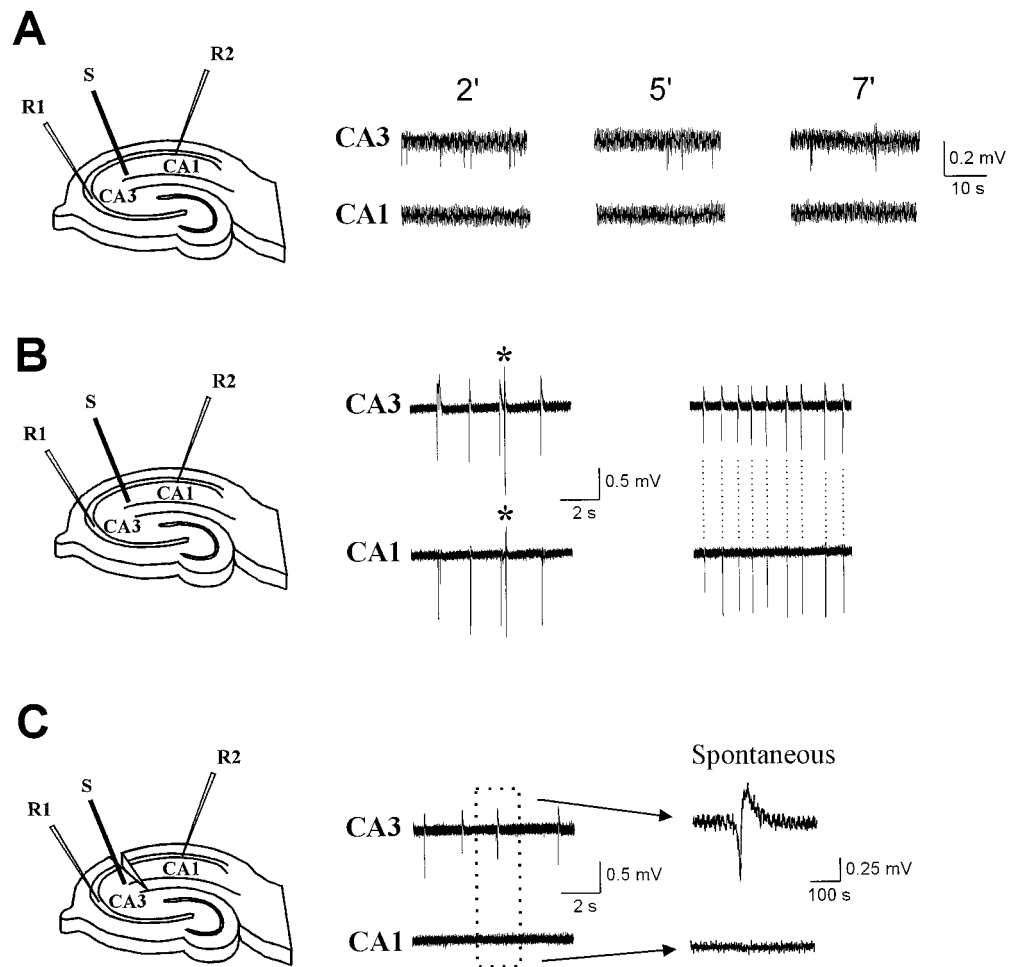 A
R2
S
R1
CA1
CA3
2' 5' 7'
CA3
CA1
0.2 mV
10 s
B
R2
S
R1
CA1
CA3
*
CA3
0.5 mV
2 s
*
CA1
C
R2
S
R1
CA1
CA3
Spontaneous
CA3
0.5 mV
2 s
0.25 mV
100 s
CA1